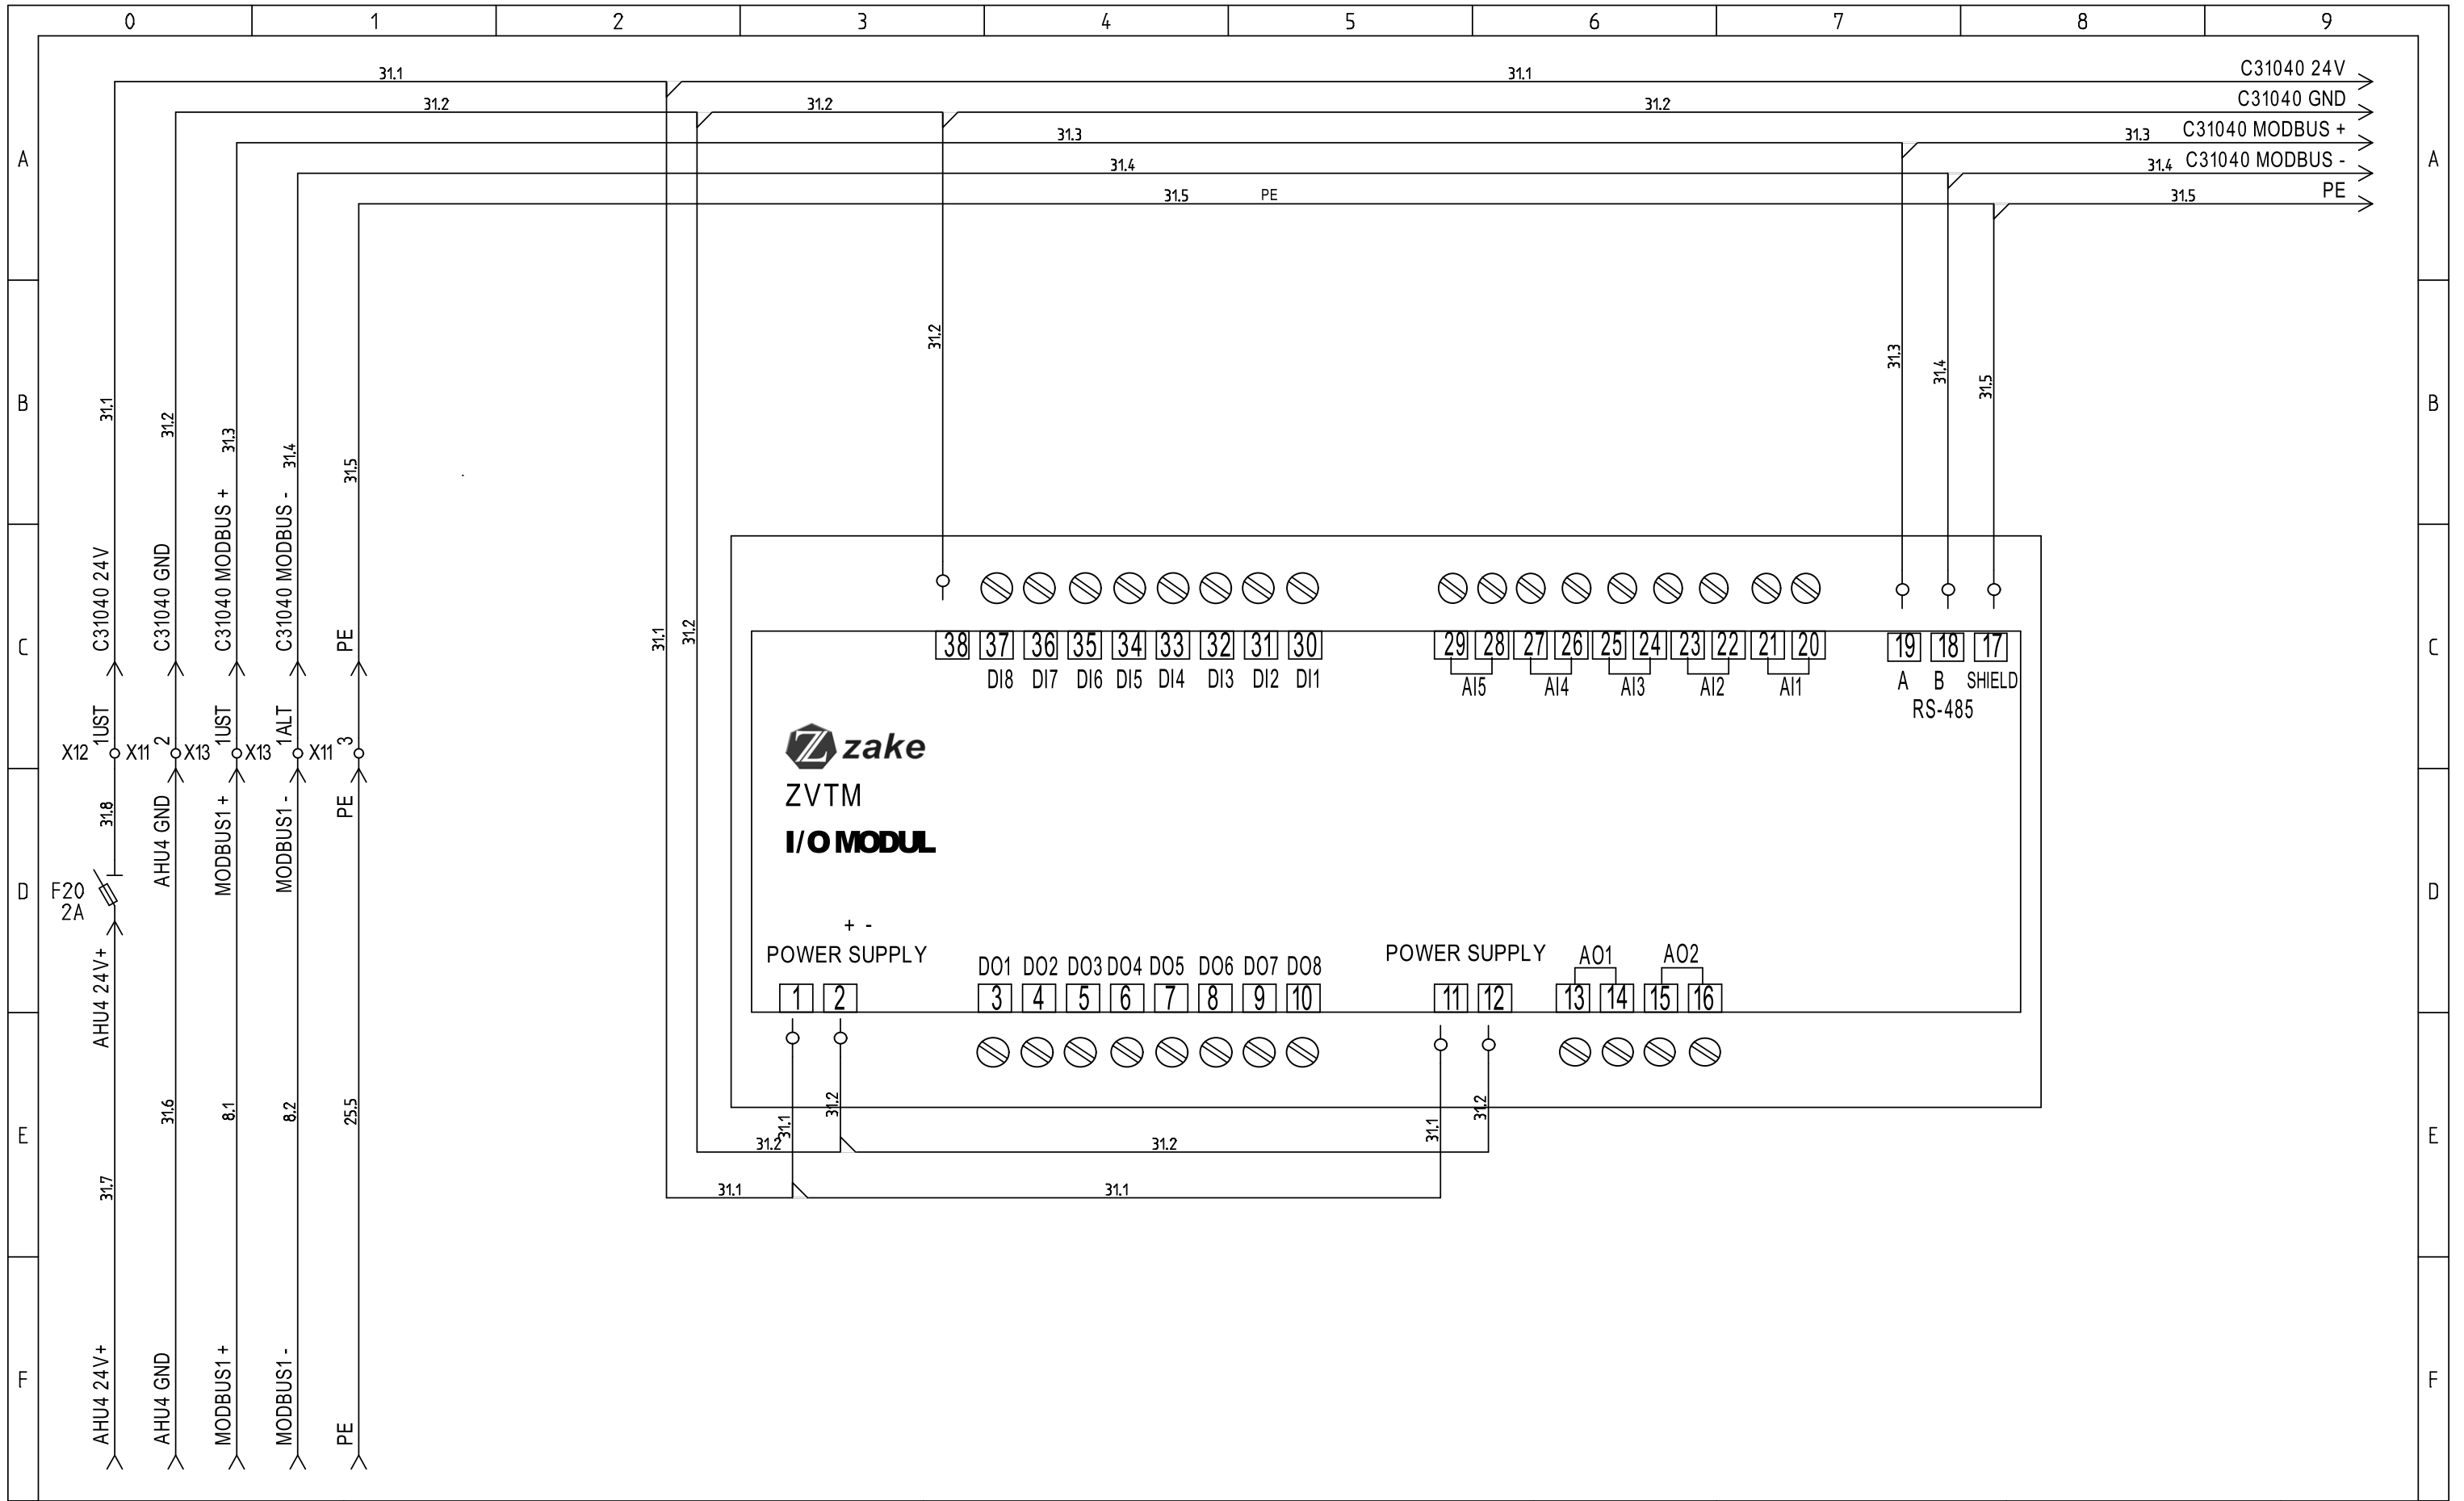 0 1 2 3 4 5 6 7 8 9
31.1 31.1 C31040 24V
31.2 31.2 31.2 C31040 GND
31.3 31.3 C31040 MODBUS +
A 31.4 31.4 C31040 MODBUS - A
31.5 PE 31.5 PE
31.2 31.3 31.4 31.5
B 31.1 31.2 31.3 31.4 31.5 B
C31040 24V
C31040 GND
C31040 MODBUS +
C31040 MODBUS -
PE
31.1 31.2
C 38 37 36 35 34 33 32 31 30 29 28 27 26 25 24 23 22 21 20 19 18 17 C
DI8 DI7 DI6 DI5 DI4 DI3 DI2 DI1 AI5 AI4 AI3 AI2 AI1 A B SHIELD
RS-485
X12 1UST X11 2 X13 1UST X13 1ALT X11 3
Z zake
ZVTM
I/O MODUL
31.8
AHU4 GND
MODBUS1 +
MODBUS1 -
PE
D F20 D
2A
AHU4 24V+
+ -
POWER SUPPLY
DO1 DO2 DO3 DO4 DO5 DO6 DO7 DO8
POWER SUPPLY
AO1 AO2
1 2 3 4 5 6 7 8 9 10 11 12 13 14 15 16
31.7 31.6 8.1 8.2 25.5
31.1 31.2 31.1 31.2
E 31.2 31.2 E
31.1 31.1
F F
AHU4 24V+
AHU4 GND
MODBUS1 +
MODBUS1 -
PE